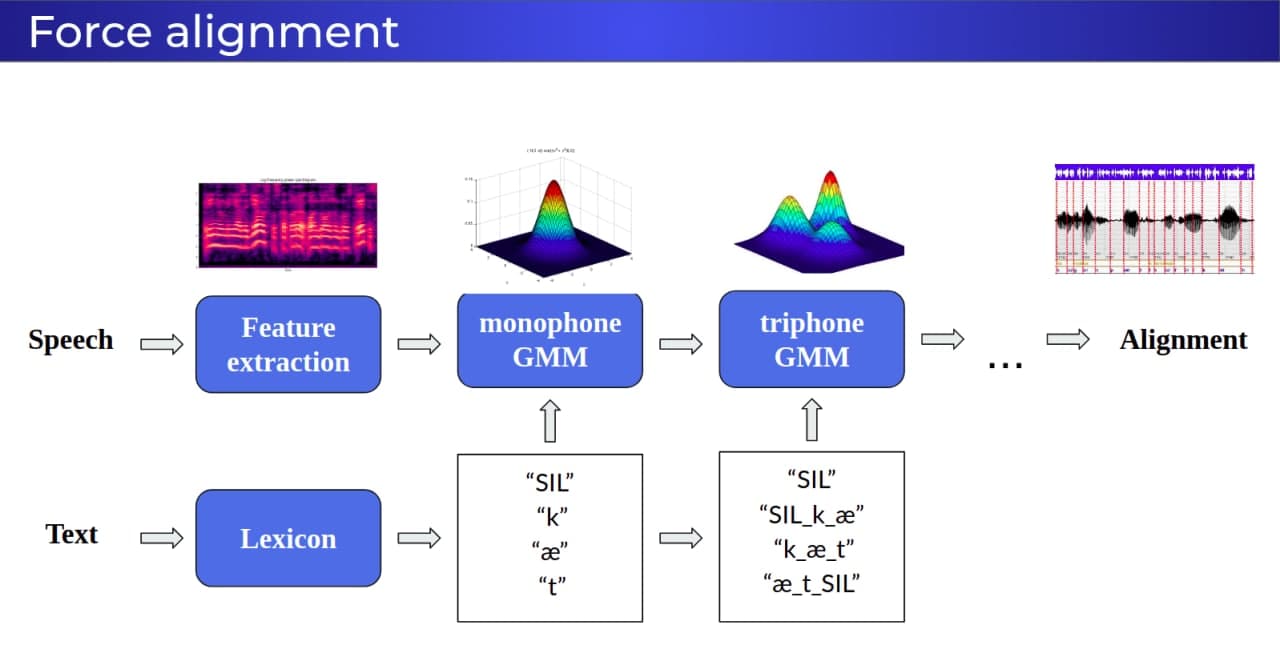 Force alignment
Speech
Feature
extraction
monophone
GMM
triphone
GMM
...
Alignment
Text
Lexicon
“SIL”
“k”
“æ”
“t”
“SIL”
“SIL_k_æ”
“k_æ_t”
“æ_t_SIL”